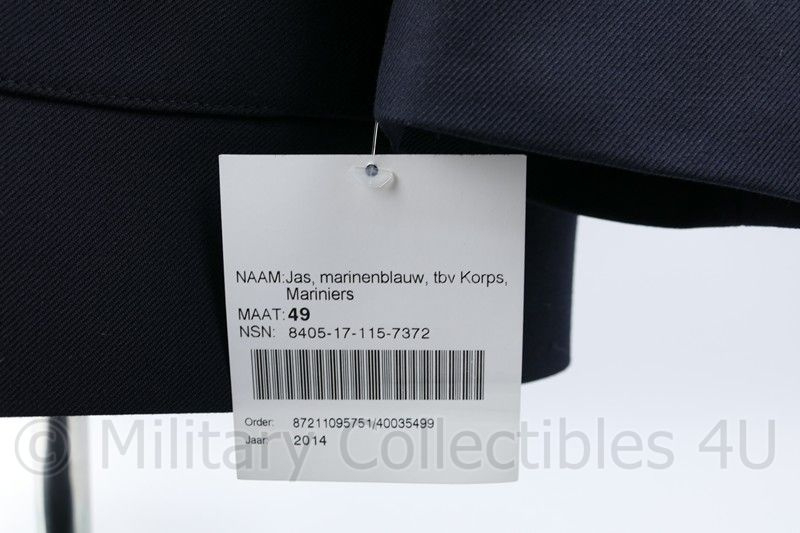 NAAM:Jas, marinenblauw, tbv Korps,
Mariniers
MAAT: 49
NSN: 8405-17-115-7372
Order: 87211095751/40035499
Jaar: 2014
© Military Collectibles 4U